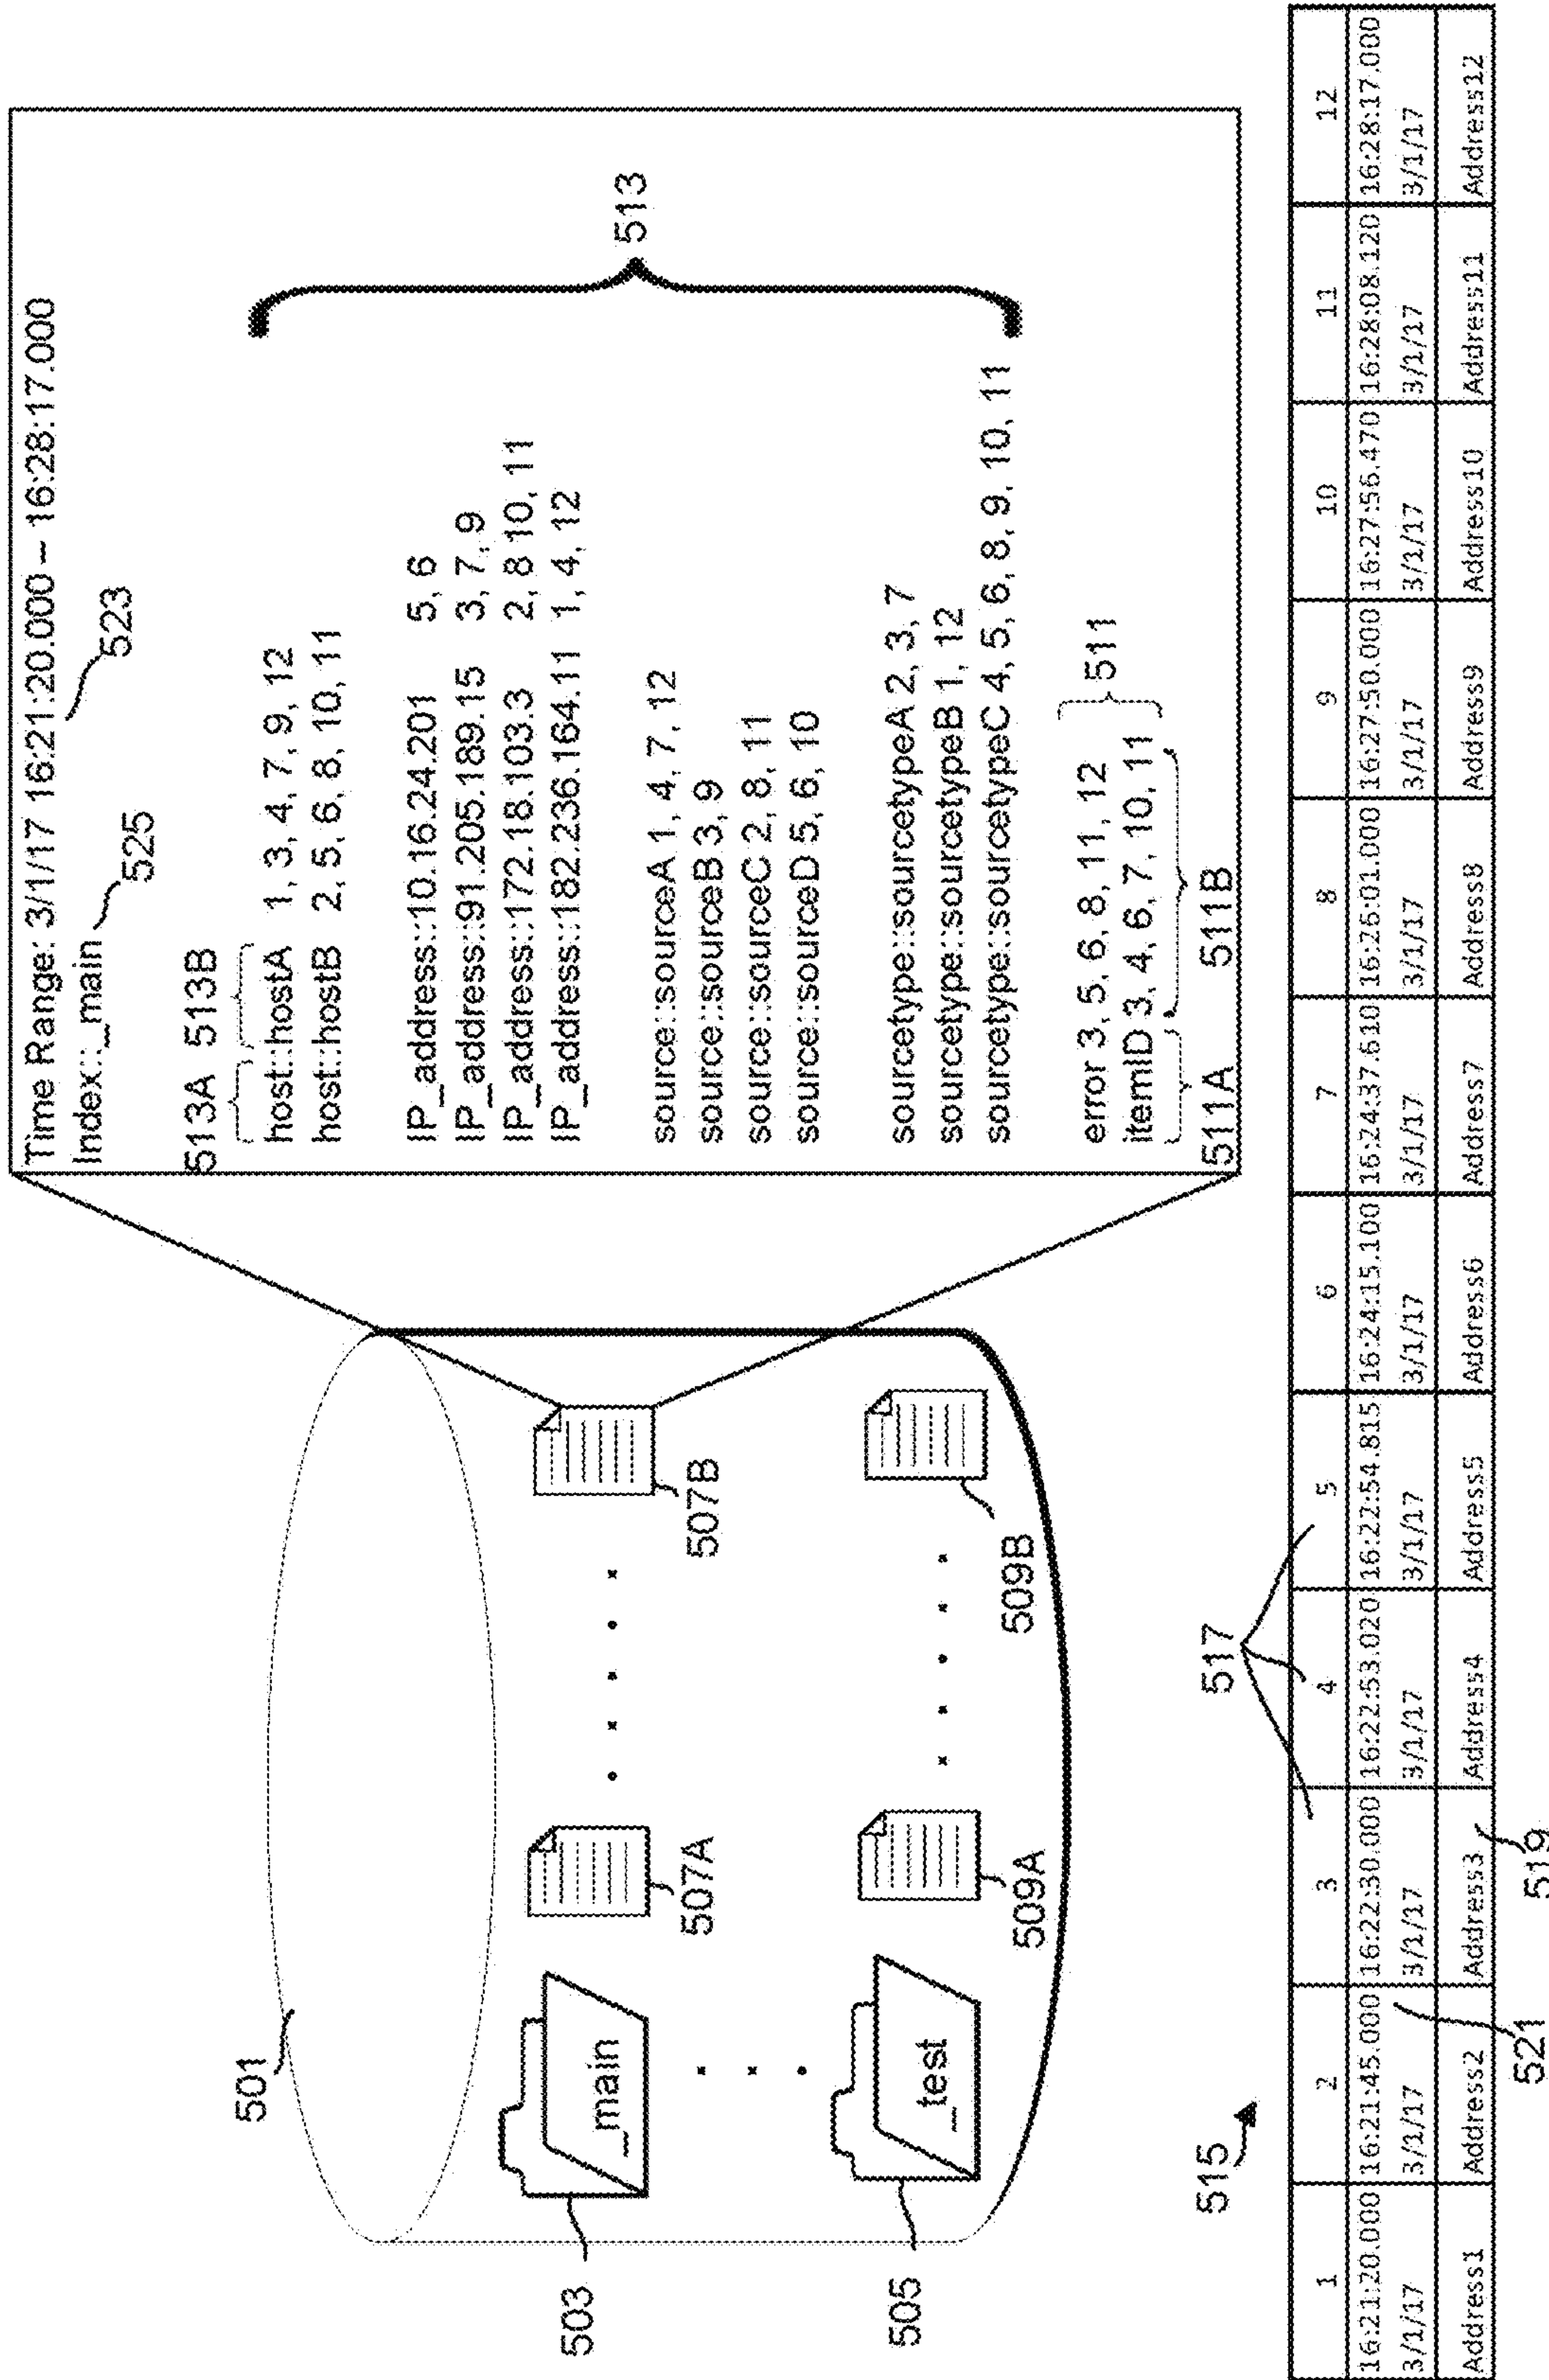 Time Range: 3/1/17 16:21:20.000 – 16:28:17.000
523
Index::_main
525
513A 513B
host::hostA 1, 3, 4, 7, 9, 12
host::hostB 2, 5, 6, 8, 10, 11
IP_address::10.16.24.201 5, 6
IP_address::91.205.189.15 3, 7, 9
IP_address::172.18.103.3 2, 8 10, 11
IP_address::182.236.164.11 1, 4, 12
513
source::sourceA 1, 4, 7, 12
source::sourceB 3, 9
source::sourceC 2, 8, 11
source::sourceD 5, 6, 10
sourcetype::sourcetypeA 2, 3, 7
sourcetype::sourcetypeB 1, 12
sourcetype::sourcetypeC 4, 5, 6, 8, 9, 10, 11
error 3, 5, 6, 8, 11, 12
itemID 3, 4, 6, 7, 10, 11
511
511A 511B
501
503
_main
507A
507B
505
_test
509A
509B
515
517
1 2 3 4 5 6 7 8 9 10 11 12
16:21:20.000 16:21:45.000 16:22:30.000 16:22:53.020 16:22:54.815 16:24:15.100 16:24:37.610 16:26:01.000 16:27:50.000 16:27:56.470 16:28:08.120 16:28:17.000
3/1/17 3/1/17 3/1/17 3/1/17 3/1/17 3/1/17 3/1/17 3/1/17 3/1/17 3/1/17 3/1/17 3/1/17
Address1 Address2 Address3 Address4 Address5 Address6 Address7 Address8 Address9 Address10 Address11 Address12
521
519